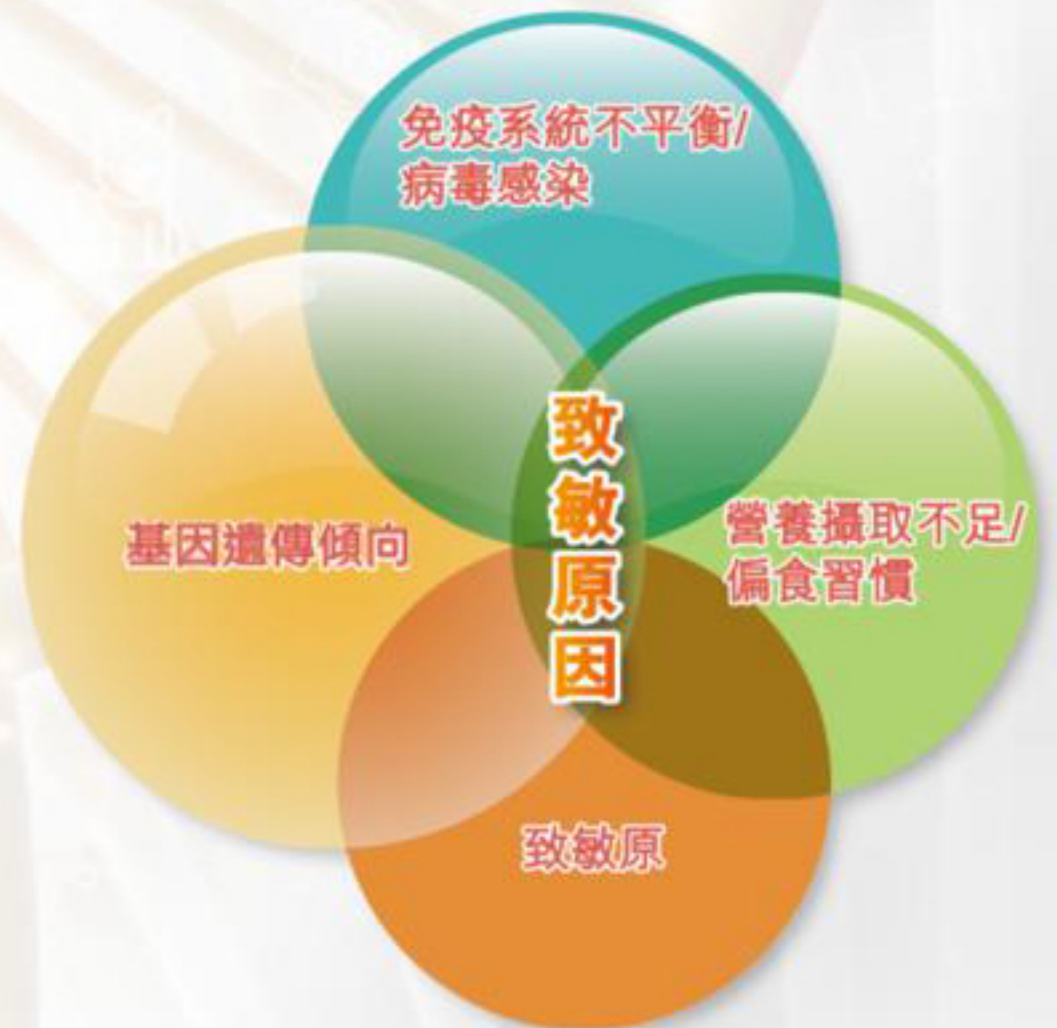 免疫系統不平衡/
病毒感染
致敏原因
基因遺傳傾向
營養攝取不足/
偏食習慣
致敏原